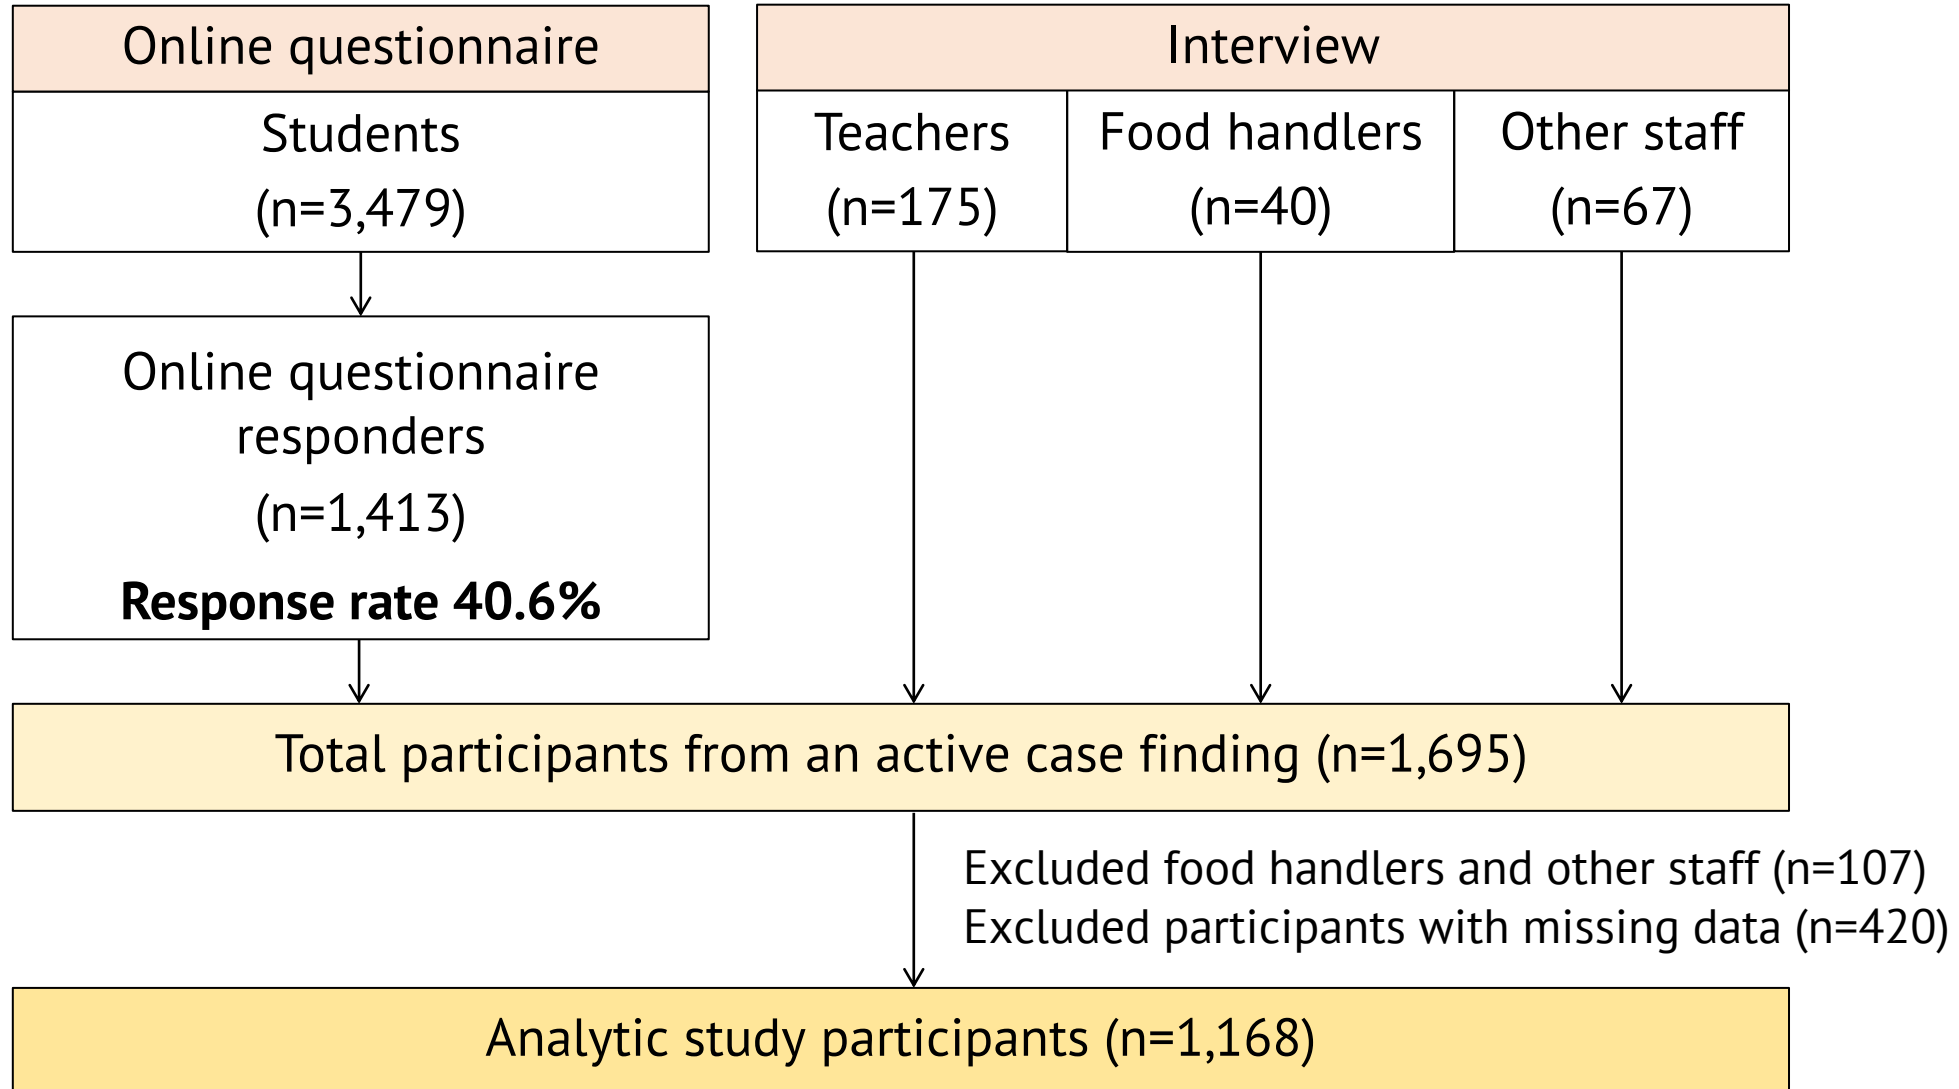 Online questionnaire
Students
(n=3,479)
Interview
Teachers
(n=175)
Food handlers
(n=40)
Other staff
(n=67)
Online questionnaire
responders
(n=1,413)
Response rate 40.6%
Total participants from an active case finding (n=1,695)
Excluded food handlers and other staff (n=107)
Excluded participants with missing data (n=420)
Analytic study participants (n=1,168)